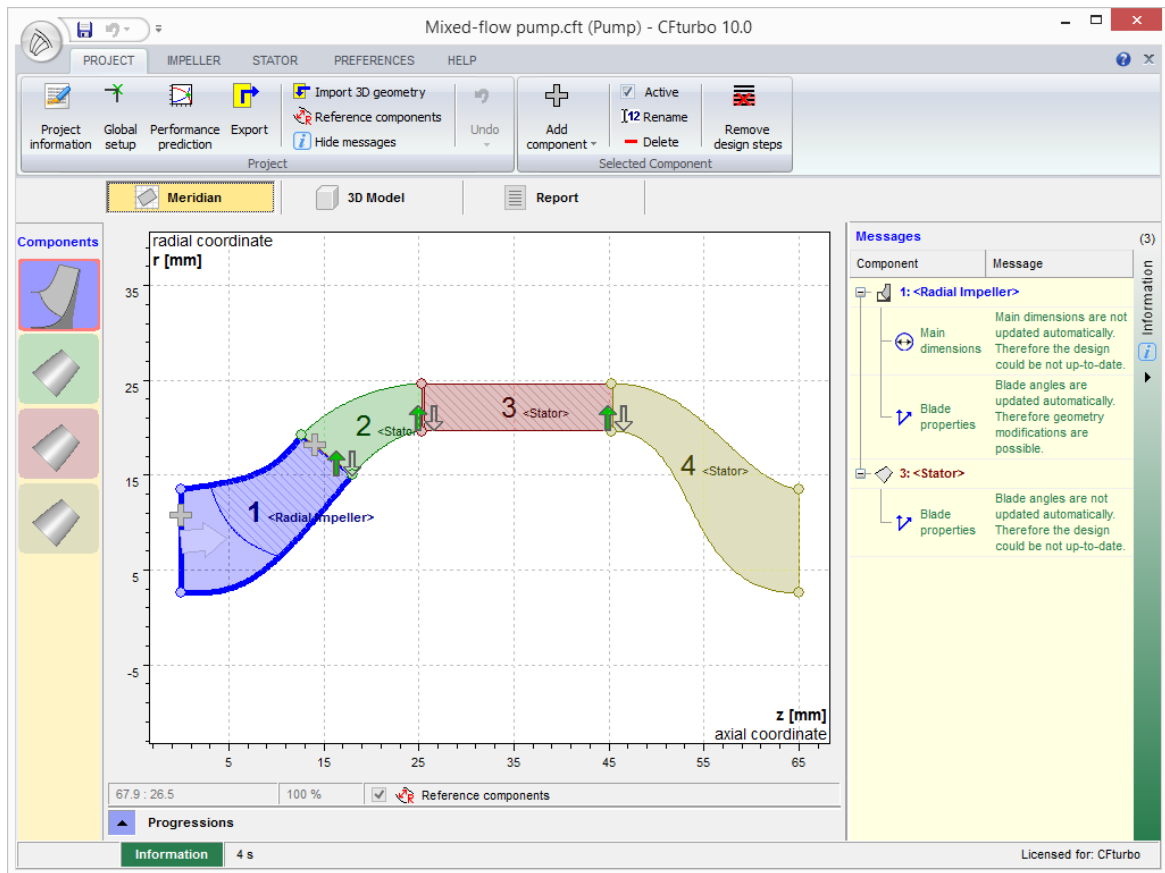 Mixed-flow pump.cft (Pump) - CFturbo 10.0
PROJECT IMPELLER STATOR PREFERENCES HELP
Project information
Global setup
Performance prediction
Export
Import 3D geometry
Reference components
Hide messages
Undo
Project
Add component
Active
Rename
Delete
Remove design steps
Selected Component
Meridian
3D Model
Report
Components
radial coordinate
r [mm]
35
25
15
5
-5
1 <Radial Impeller>
2 <Stator>
3 <Stator>
4 <Stator>
z [mm]
axial coordinate
5 15 25 35 45 55 65
67.9 : 26.5
100 %
Reference components
Progressions
Messages
(3)
Component Message
1: <Radial Impeller>
Main
dimensions
Main dimensions are not
updated automatically.
Therefore the design
could be not up-to-date.
Blade
properties
Blade angles are
updated automatically.
Therefore geometry
modifications are
possible.
3: <Stator>
Blade
properties
Blade angles are not
updated automatically.
Therefore the design
could be not up-to-date.
Information
Information 4 s
Licensed for: CFturbo